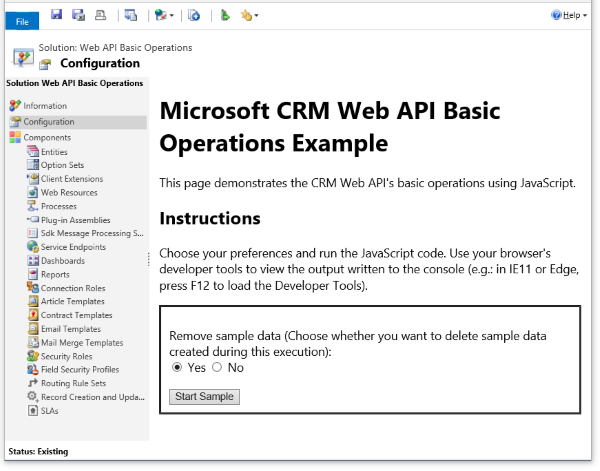 File
Help
Solution: Web API Basic Operations
Configuration
Solution Web API Basic Operations
Information
Configuration
Components
Entities
Option Sets
Client Extensions
Web Resources
Processes
Plug-in Assemblies
Sdk Message Processing S...
Service Endpoints
Dashboards
Reports
Connection Roles
Article Templates
Contract Templates
Email Templates
Mail Merge Templates
Security Roles
Field Security Profiles
Routing Rule Sets
Record Creation and Upda...
SLAs
Microsoft CRM Web API Basic
Operations Example
This page demonstrates the CRM Web API's basic operations using JavaScript.
Instructions
Choose your preferences and run the JavaScript code. Use your browser's
developer tools to view the output written to the console (e.g.: in IE11 or Edge,
press F12 to load the Developer Tools).
Remove sample data (Choose whether you want to delete sample data
created during this execution):
Yes No
Start Sample
Status: Existing